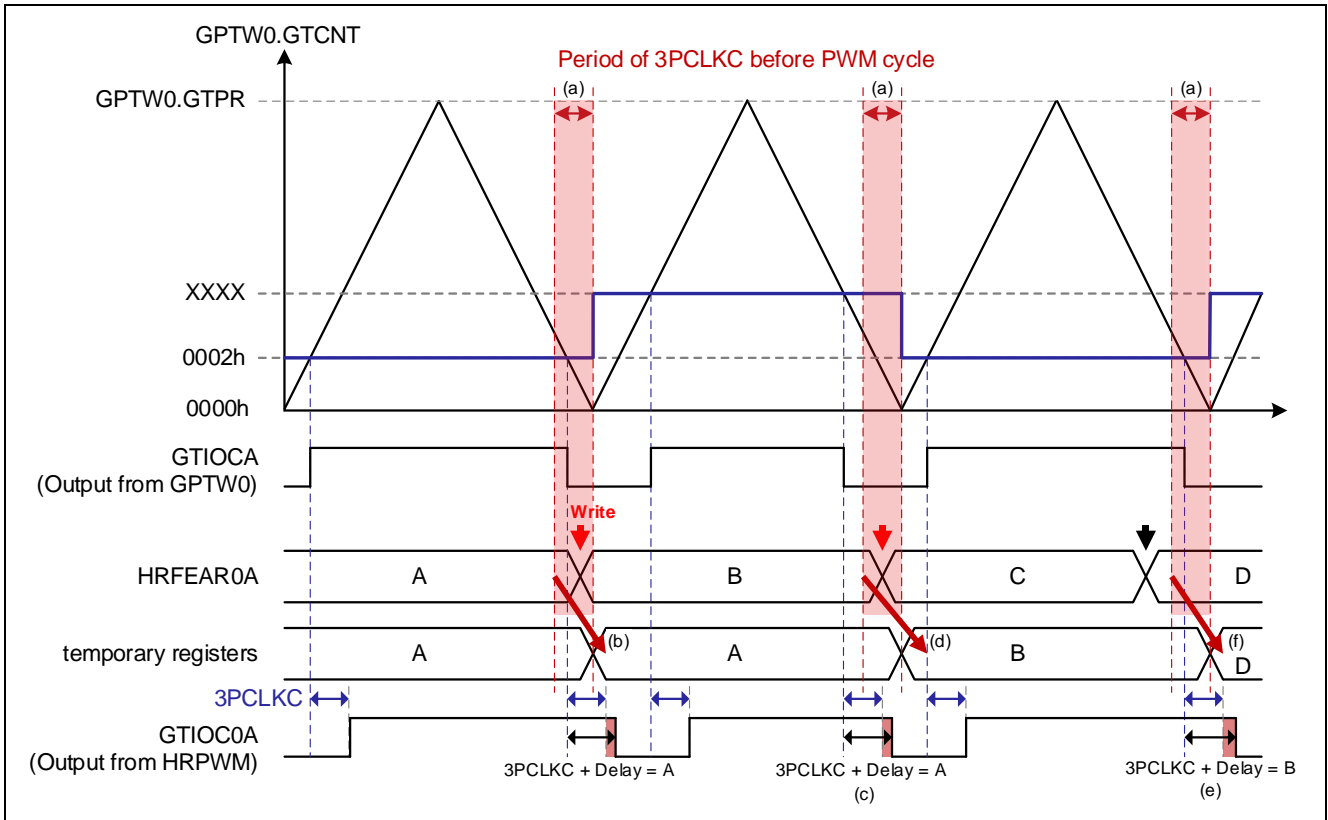 GPTW0.GTCNT
Period of 3PCLKC before PWM cycle
GPTW0.GTPR
(a)
(a)
(a)
XXXX
0002h
0000h
GTIOCA
(Output from GPTW0)
Write
HRFEAR0A
A
B
C
D
temporary registers
A
(b)
A
(d)
B
(f)
D
3PCLKC
GTIOC0A
(Output from HRPWM)
3PCLKC + Delay = A
3PCLKC + Delay = A
(c)
3PCLKC + Delay = B
(e)